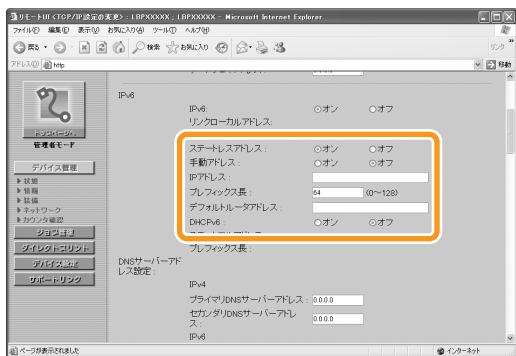 リモートUI <TCP/IP設定の変更> : LBPXXXXX ; LBPXXXXX - Microsoft Internet Explorer
ファイル(F) 編集(E) 表示(V) お気に入り(A) ツール(T) ヘルプ(H)
戻る 検索 お気に入り リンク
アドレス(D) http 移動
IPv6
IPv6: オン オフ
リンクローカルアドレス:
トップページへ
管理者モード
ステートレスアドレス: オン オフ
手動アドレス: オン オフ
デバイス管理
IPアドレス:
状態
プレフィックス長: 64 (0～128)
情報
装備
デフォルトルータアドレス:
ネットワーク
カウンタ確認
DHCPv6: オン オフ
ジョブ管理
プレフィックス長:
ダイレクトプリント
DNSサーバーアドレス設定:
デバイス設定
IPv4
サポートリンク
プライマリDNSサーバーアドレス: 0.0.0.0
セカンダリDNSサーバーアドレス: 0.0.0.0
IPv6
ページが表示されました インターネット